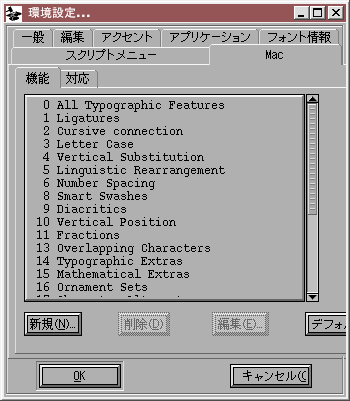 環境設定...
一般 編集 アクセント アプリケーション フォント情報
スクリプトメニュー Mac
機能 対応
0 All Typographic Features
1 Ligatures
2 Cursive connection
3 Letter Case
4 Vertical Substitution
5 Linguistic Rearrangement
6 Number Spacing
8 Smart Swashes
9 Diacritics
10 Vertical Position
11 Fractions
13 Overlapping Characters
14 Typographic Extras
15 Mathematical Extras
16 Ornament Sets
新規(N)... 削除(D) 編集(E)... デフォ
OK キャンセル(C